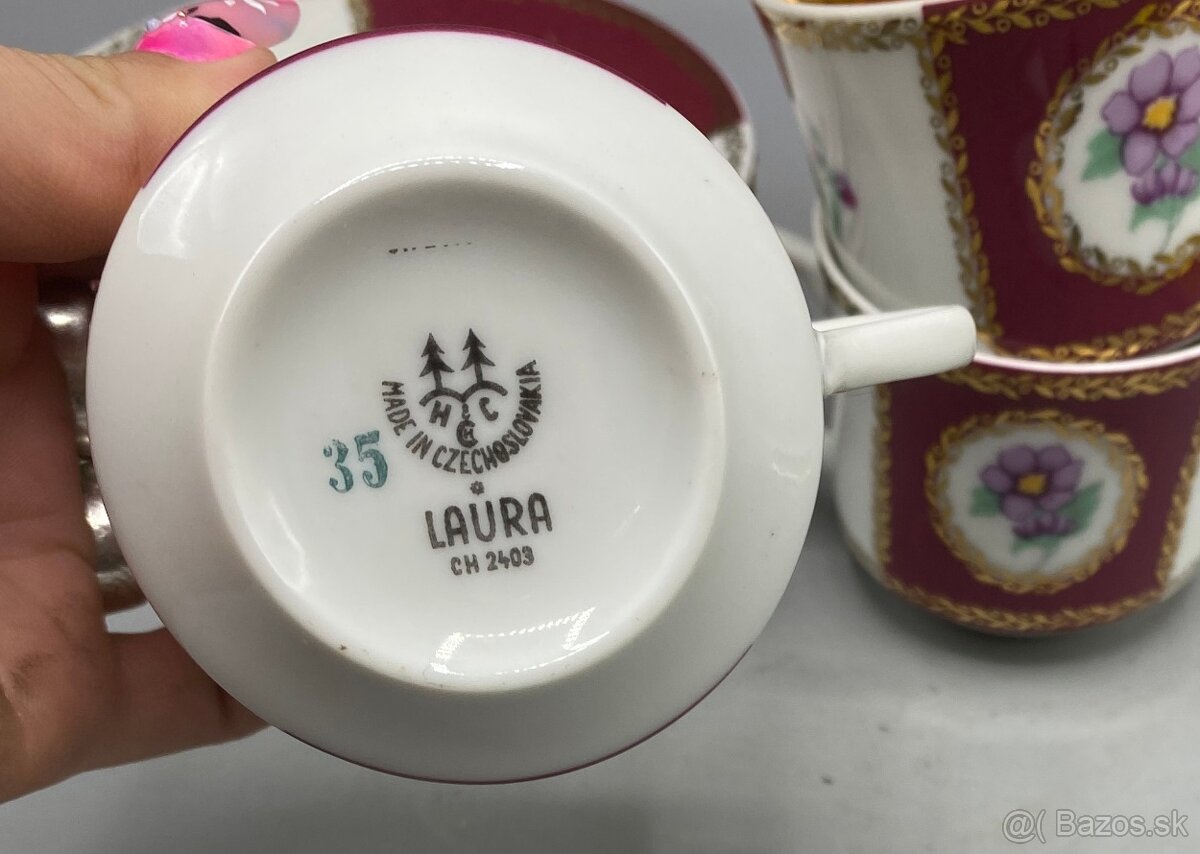 H C
G
MADE IN CZECHOSLOVAKIA
35
LAURA
CH 2403
@( Bazos.sk